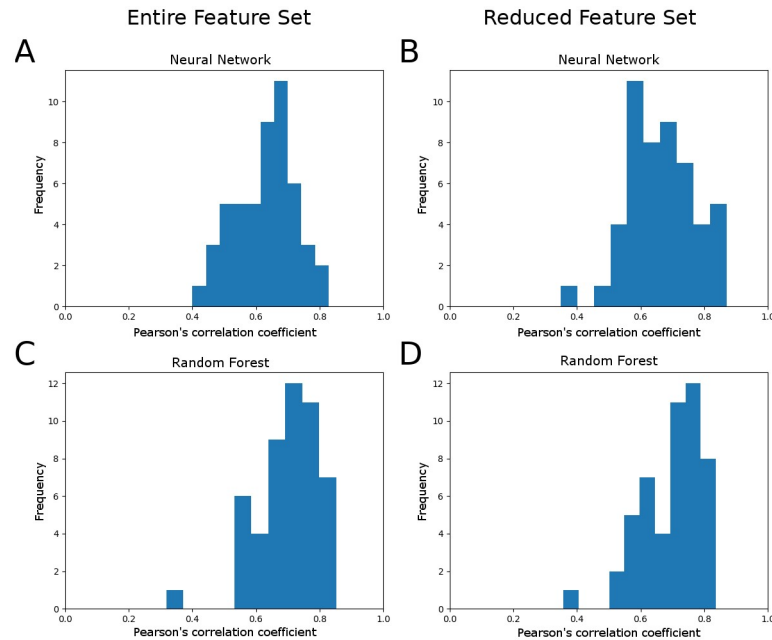 Entire Feature Set
Reduced Feature Set
A
Neural Network
Frequency
10
8
6
4
2
0
0.0 0.2 0.4 0.6 0.8 1.0
Pearson's correlation coefficient
B
Neural Network
Frequency
10
8
6
4
2
0
0.0 0.2 0.4 0.6 0.8 1.0
Pearson's correlation coefficient
C
Random Forest
Frequency
12
10
8
6
4
2
0
0.0 0.2 0.4 0.6 0.8 1.0
Pearson's correlation coefficient
D
Random Forest
Frequency
12
10
8
6
4
2
0
0.0 0.2 0.4 0.6 0.8 1.0
Pearson's correlation coefficient